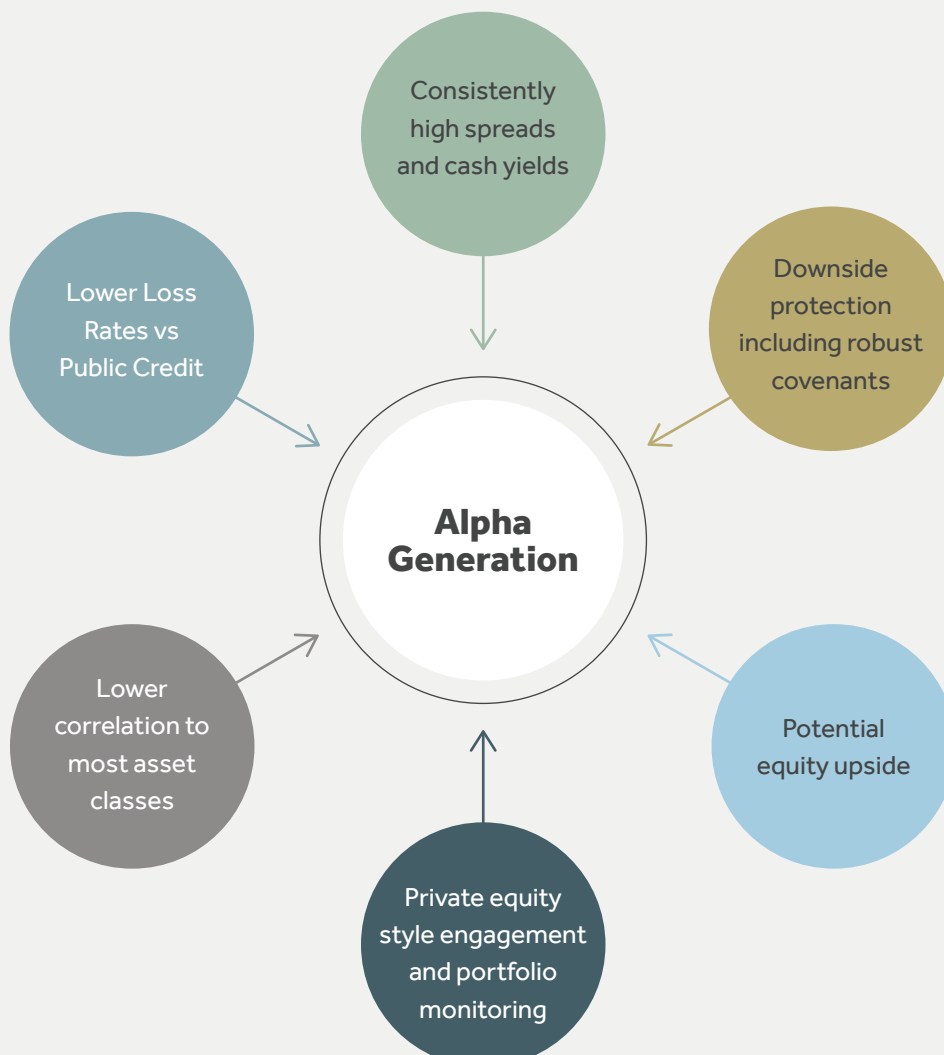 Consistently
high spreads
and cash yields
Lower Loss
Rates vs
Public Credit
Downside
protection
including robust
covenants
Alpha
Generation
Lower
correlation to
most asset
classes
Potential
equity upside
Private equity
style engagement
and portfolio
monitoring